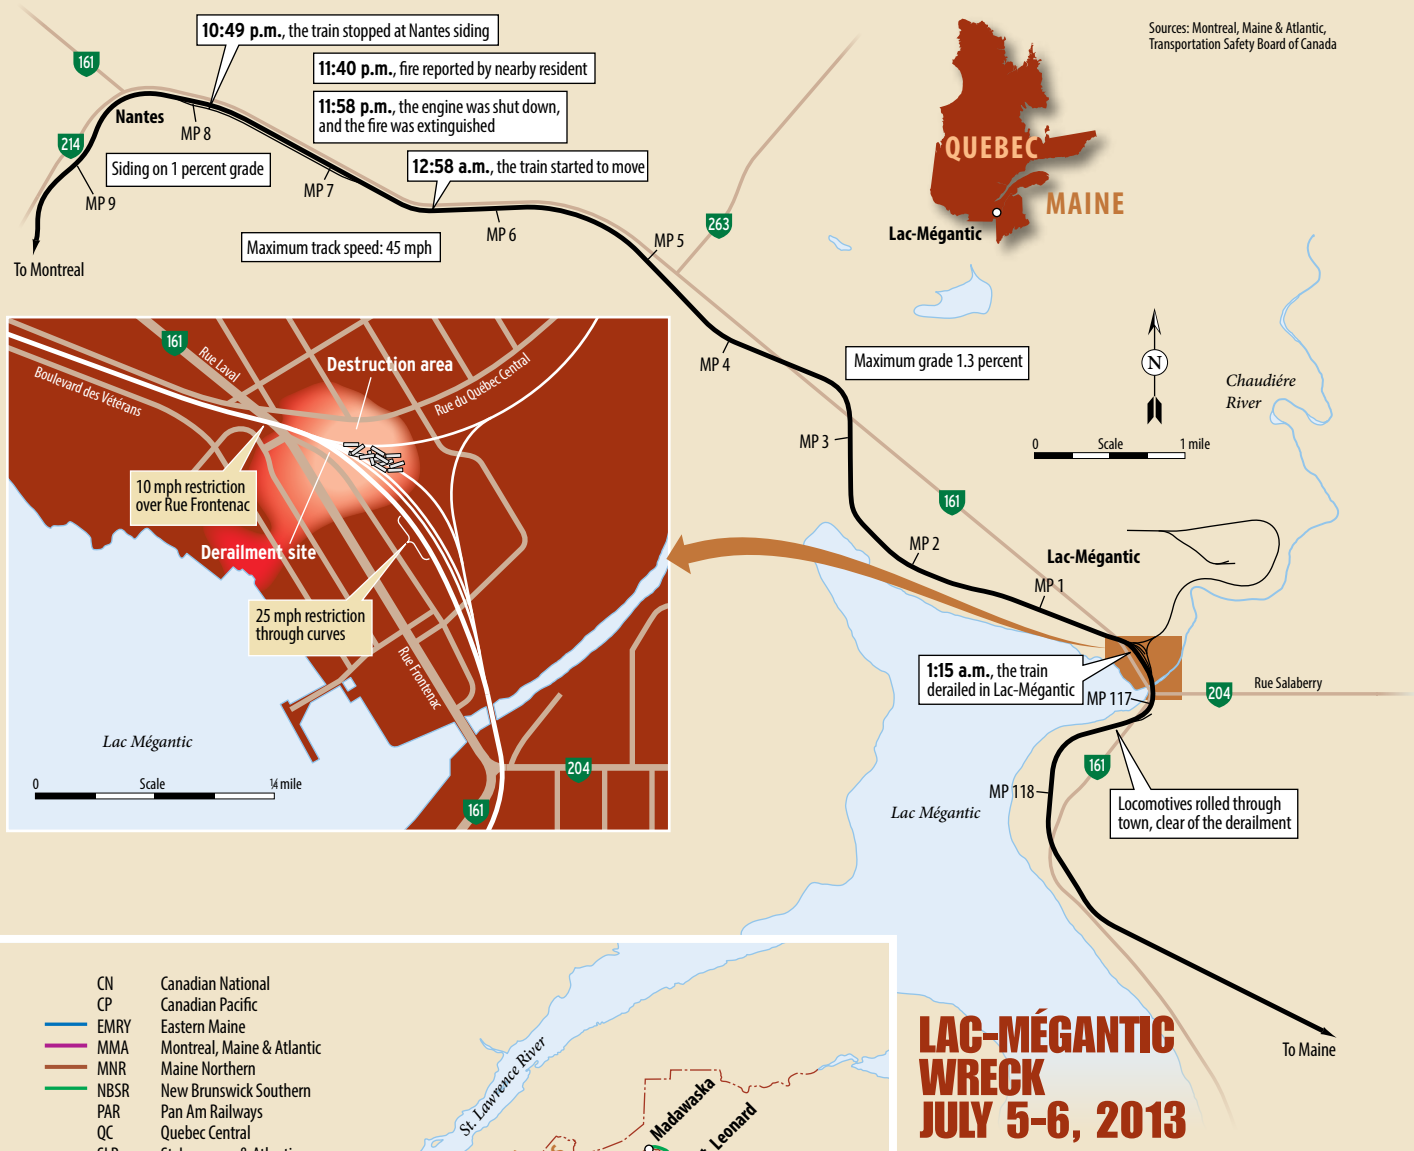 10:49 p.m., the train stopped at Nantes siding
Sources: Montreal, Maine & Atlantic,
Transportation Safety Board of Canada
161
11:40 p.m., fire reported by nearby resident
11:58 p.m., the engine was shut down,
and the fire was extinguished
Nantes
MP 8
214
QUEBEC
Siding on 1 percent grade
12:58 a.m., the train started to move
MP 7
MP 9
MAINE
263
Lac-Mégantic
MP 6
MP 5
Maximum track speed: 45 mph
To Montreal
161
Rue Laval
Destruction area
Boulevard des Vétérans
Rue du Québec Central
MP 4
Maximum grade 1.3 percent
N
Chaudiére
River
MP 3
0 Scale 1 mile
10 mph restriction
over Rue Frontenac
161
Derailment site
MP 2
Lac-Mégantic
MP 1
25 mph restriction
through curves
Rue Frontenac
1:15 a.m., the train
derailed in Lac-Mégantic
MP 117
204
Rue Salaberry
Lac Mégantic
0 Scale ¼ mile
204
161
161
MP 118
Lac Mégantic
Locomotives rolled through
town, clear of the derailment
CN Canadian National
CP Canadian Pacific
EMRY Eastern Maine
MMA Montreal, Maine & Atlantic
MNR Maine Northern
NBSR New Brunswick Southern
PAR Pan Am Railways
QC Quebec Central
St. Lawrence River
Madawaska
Leonard
To Maine
LAC-MÉGANTIC
WRECK
JULY 5-6, 2013